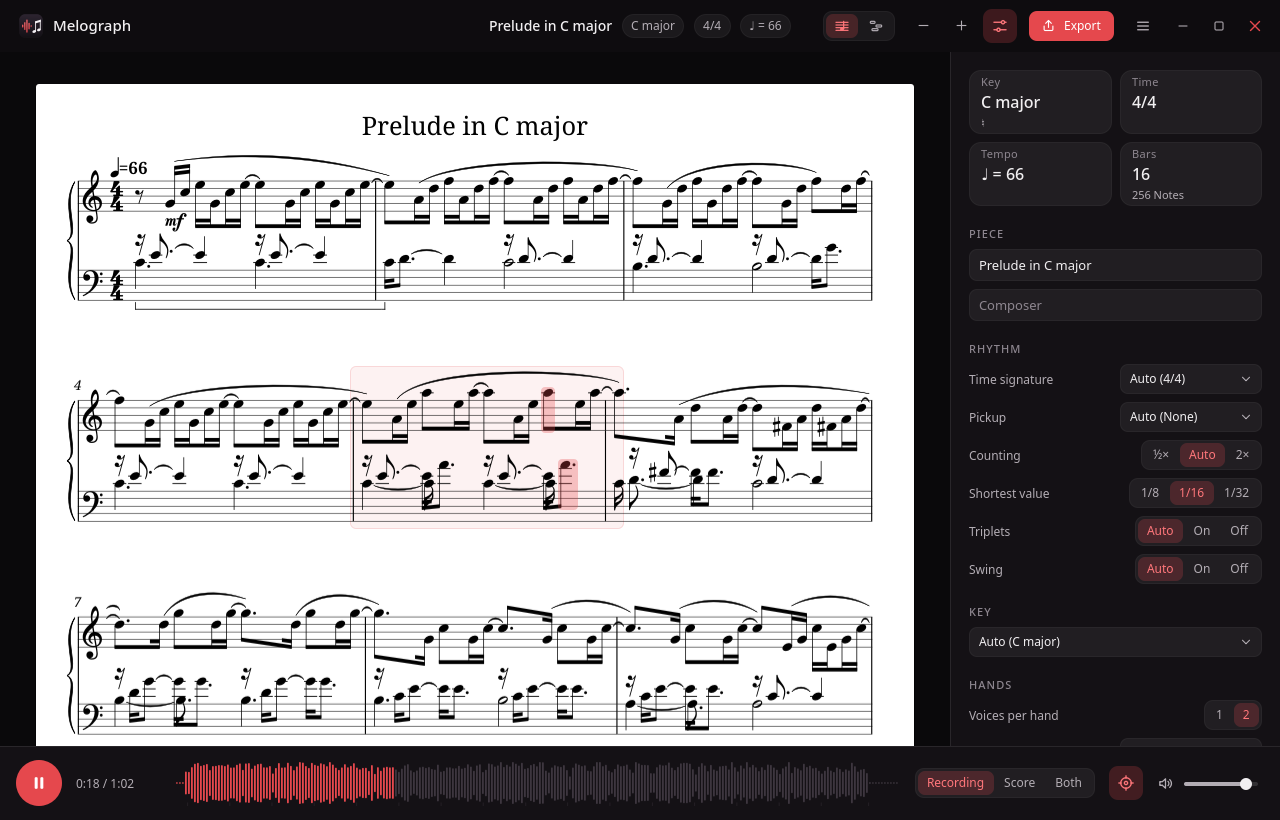 Melograph
Prelude in C major
C major
4/4
♩ = 66
Export
Prelude in C major
♩=66
mf
4
7
Key
C major
♮
Time
4/4
Tempo
♩ = 66
Bars
16
256 Notes
PIECE
Prelude in C major
Composer
RHYTHM
Time signature
Auto (4/4)
Pickup
Auto (None)
Counting
½× Auto 2×
Shortest value
1/8 1/16 1/32
Triplets
Auto On Off
Swing
Auto On Off
KEY
Auto (C major)
HANDS
Voices per hand
1 2
0:18 / 1:02
Recording Score Both